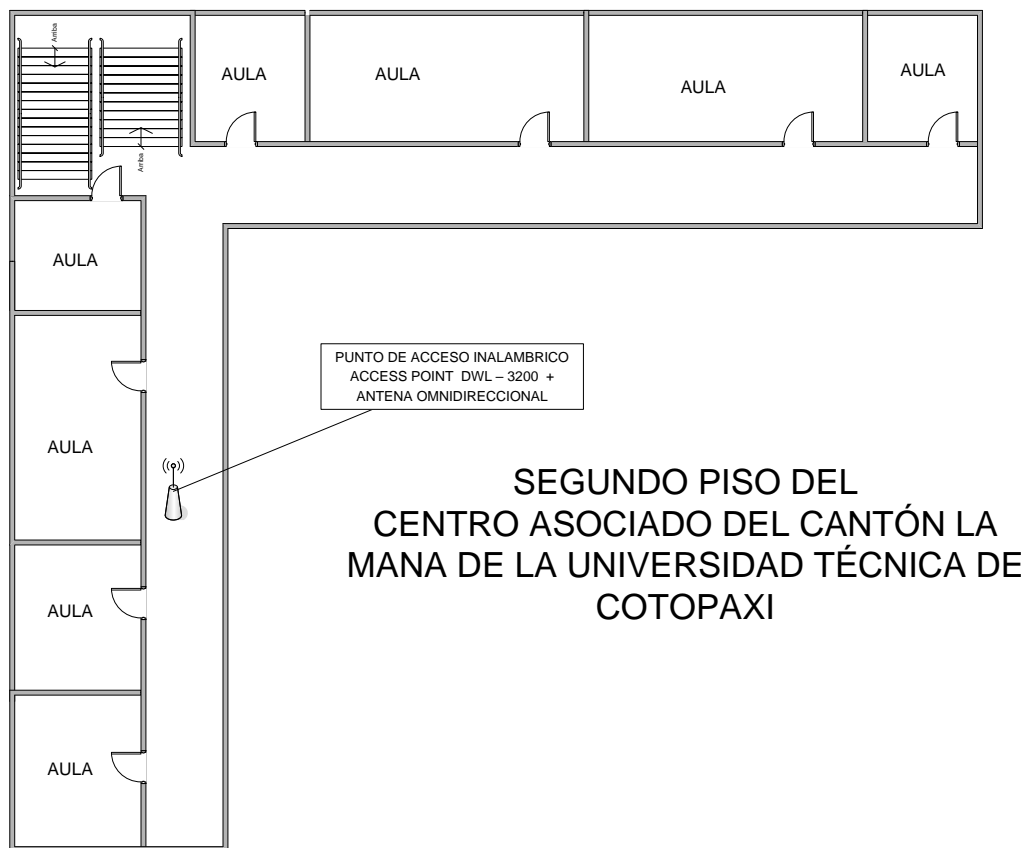 Arriba
Arriba
AULA
AULA
AULA
AULA
AULA
PUNTO DE ACCESO INALAMBRICO
ACCESS POINT DWL – 3200 +
ANTENA OMNIDIRECCIONAL
AULA
SEGUNDO PISO DEL
CENTRO ASOCIADO DEL CANTÓN LA
MANA DE LA UNIVERSIDAD TÉCNICA DE
COTOPAXI
AULA
AULA